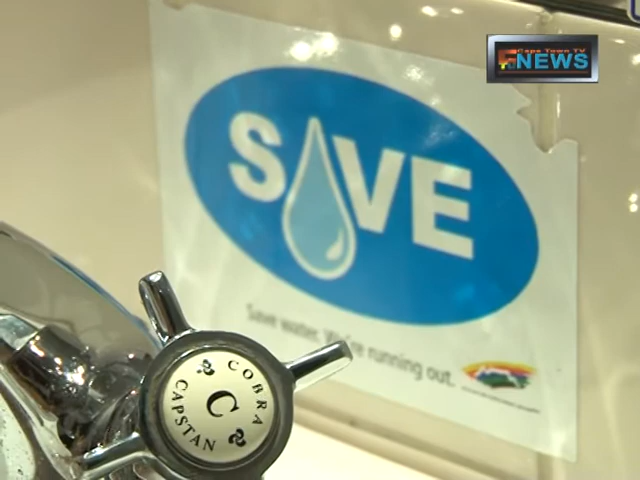 Cape Town TV
NEWS
SAVE
Save water. We're running out.
COBRA
C
CAPSTAN